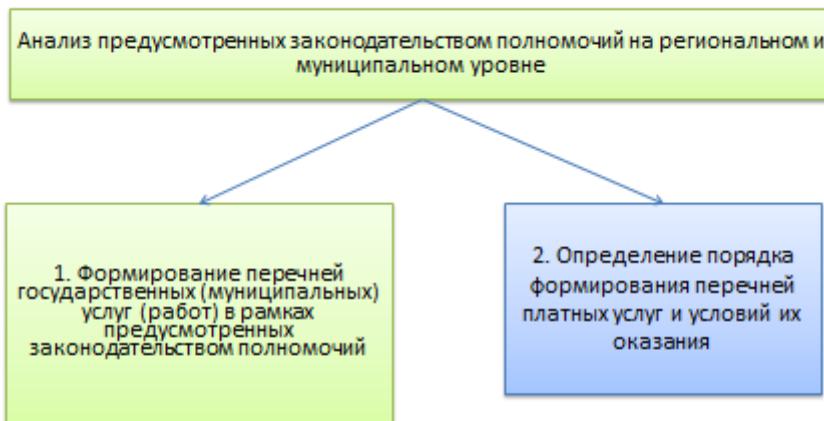 Анализ предусмотренных законодательством полномочий на региональном и
муниципальном уровне
1. Формирование перечней
государственных (муниципальных)
услуг (работ) в рамках
предусмотренных
законодательством полномочий
2. Определение порядка
формирования перечней
платных услуг и условий их
оказания